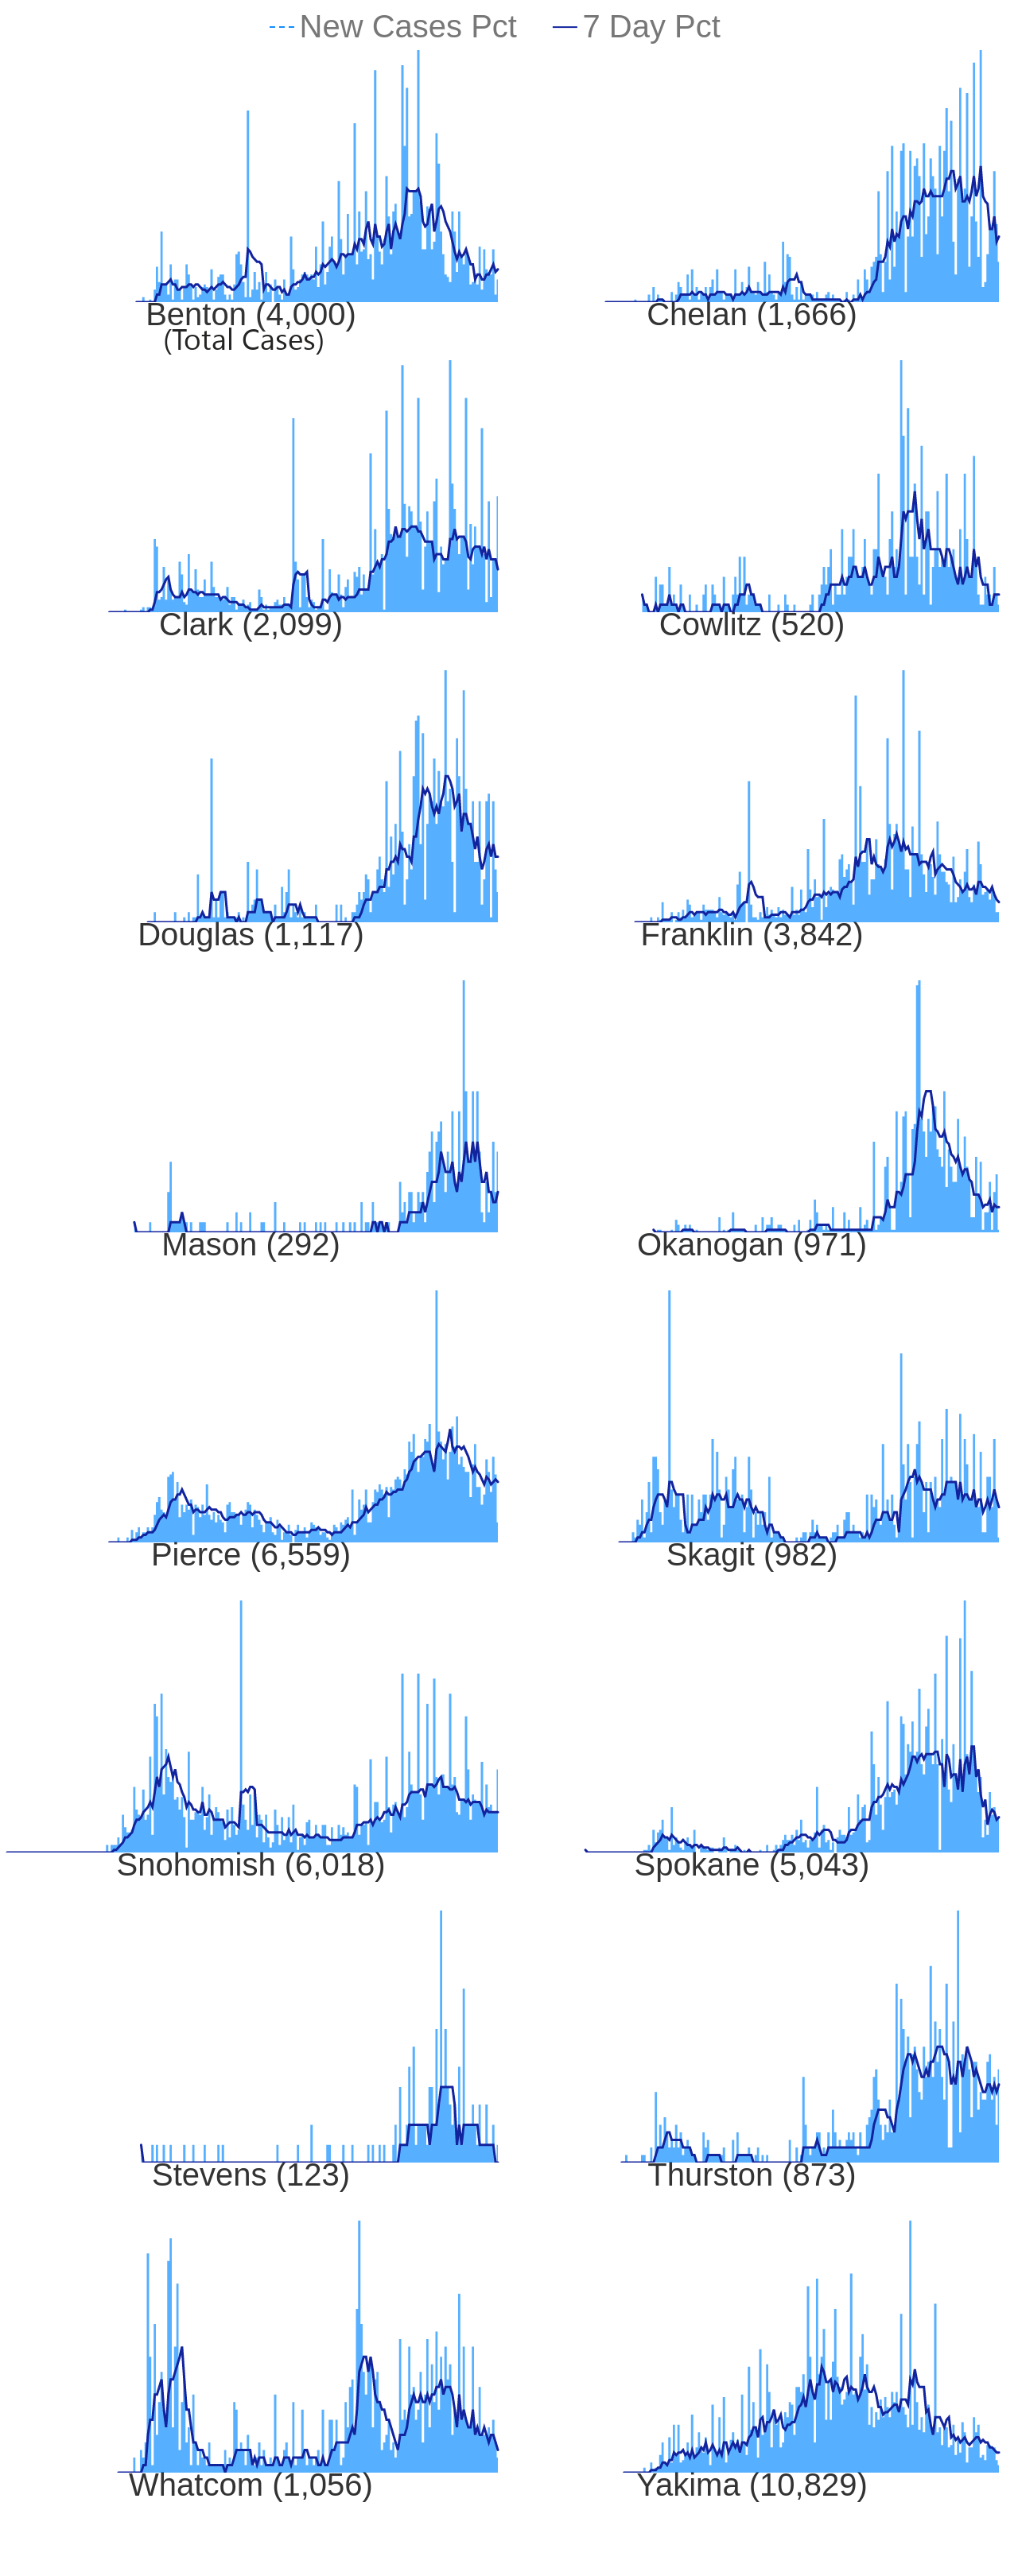 New Cases Pct 7 Day Pct
Benton (4,000) Chelan (1,666)
(Total Cases)
Clark (2,099) Cowlitz (520)
Douglas (1,117) Franklin (3,842)
Mason (292) Okanogan (971)
Pierce (6,559) Skagit (982)
Snohomish (6,018) Spokane (5,043)
Stevens (123) Thurston (873)
Whatcom (1,056) Yakima (10,829)